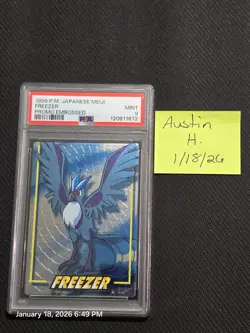 1998 P.M. JAPANESE MEIJI
FREEZER
MINT
PROMO EMBOSSED
9
PSA
120811672
Austin
H.
1/18/26
FREEZER
January 18, 2026 6:49 PM